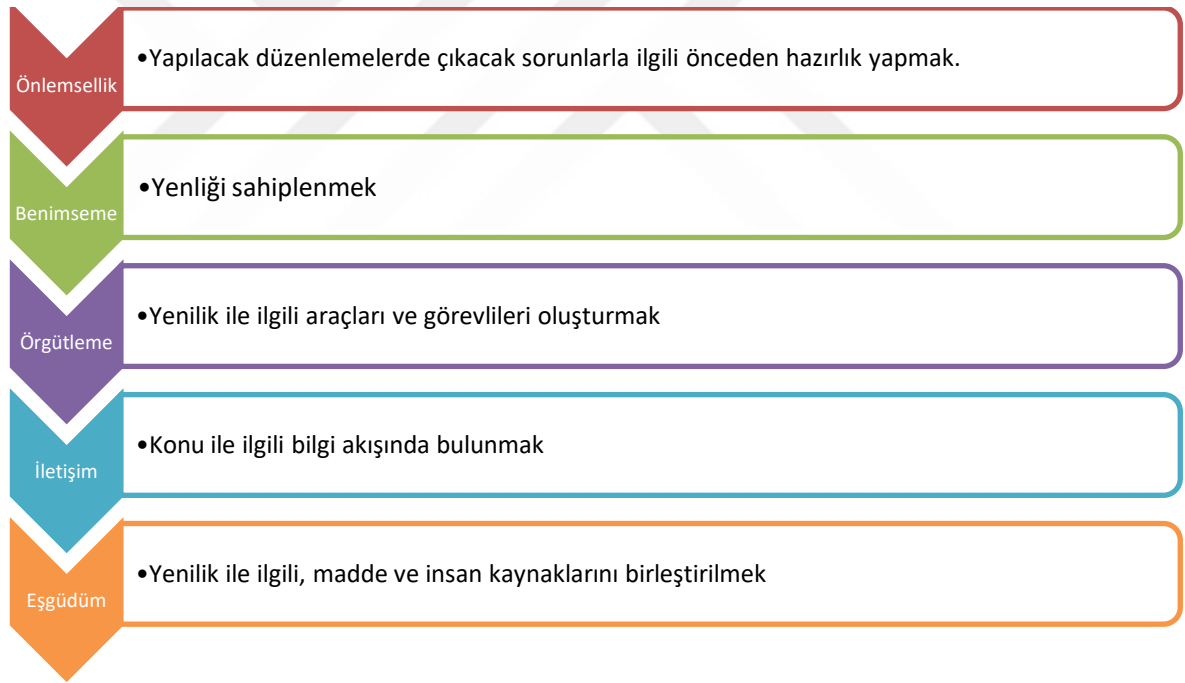 Önlemsellik
•Yapılacak düzenlemelerde çıkacak sorunlarla ilgili önceden hazırlık yapmak.
Benimseme
•Yenliği sahiplenmek
Örgütleme
•Yenilik ile ilgili araçları ve görevlileri oluşturmak
İletişim
•Konu ile ilgili bilgi akışında bulunmak
Eşgüdüm
•Yenilik ile ilgili, madde ve insan kaynaklarını birleştirilmek